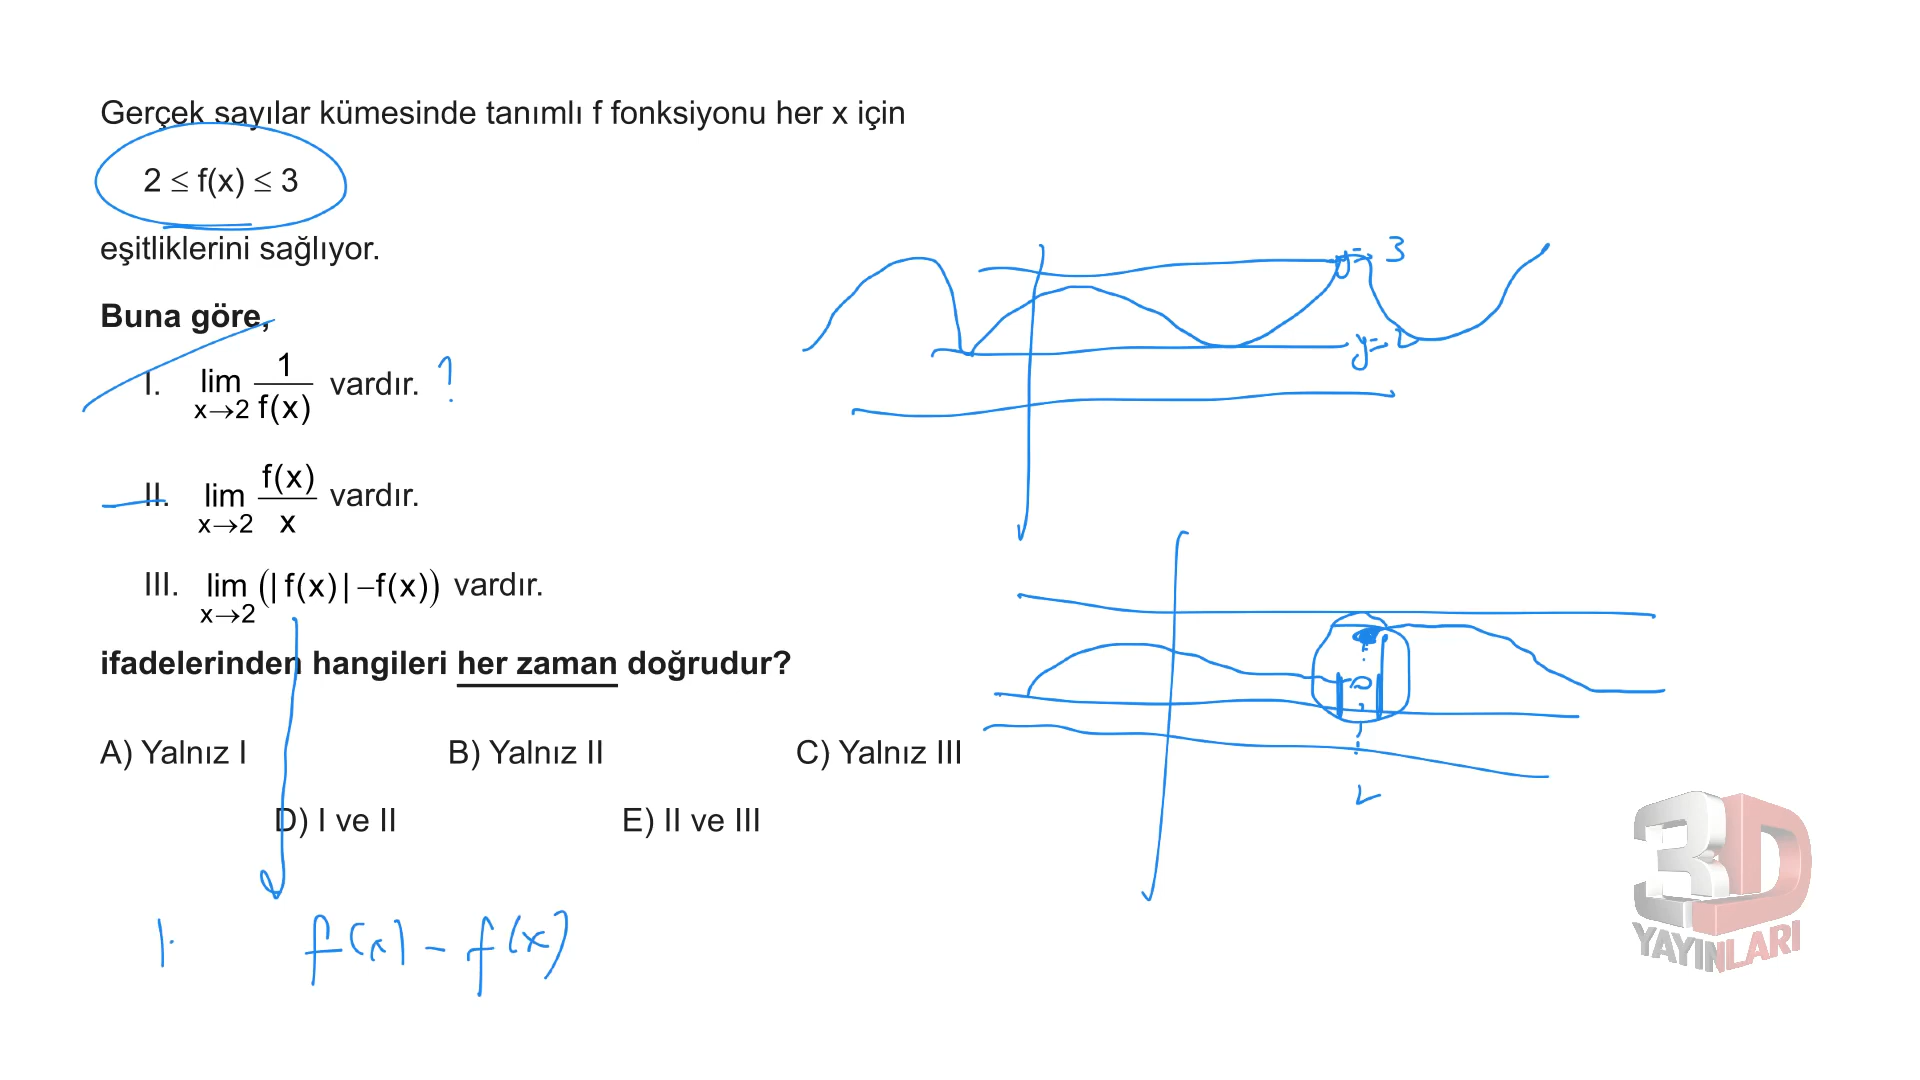 Gerçek sayılar kümesinde tanımlı f fonksiyonu her x için
2 ≤ f(x) ≤ 3
eşitliklerini sağlıyor.
Buna göre,
I. lim x→2 1/f(x) vardır. ?
II. lim x→2 f(x)/x vardır.
III. lim x→2 (|f(x)|−f(x)) vardır.
ifadelerinden hangileri her zaman doğrudur?
A) Yalnız I B) Yalnız II C) Yalnız III
D) I ve II E) II ve III
f(x) - f(x)
y= 3
y= 2
2
3D
YAYINLARI